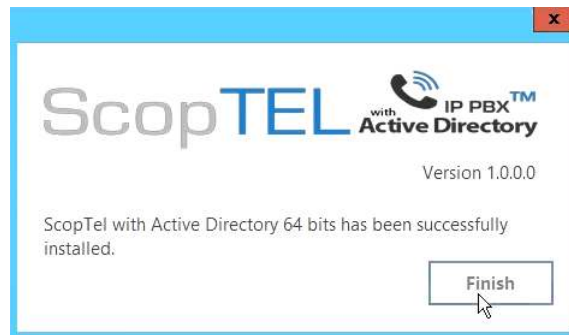 x
ScopTEL with IP PBX™
Active Directory
Version 1.0.0.0
ScopTel with Active Directory 64 bits has been successfully
installed.
Finish